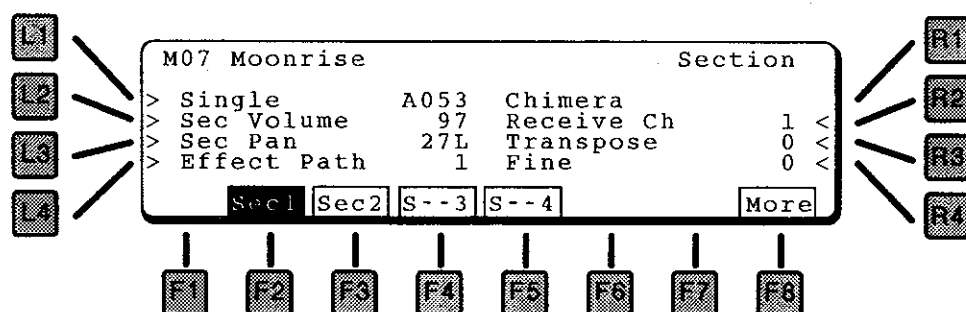 L1
R1
M07 Moonrise Section
> Single A053 Chimera
L2
R2
> Sec Volume 97 Receive Ch 1 <
> Sec Pan 27L Transpose 0 <
L3
R3
> Effect Path 1 Fine 0 <
L4
R4
Sec1 Sec2 S--3 S--4 More
F1 F2 F3 F4 F5 F6 F7 F8